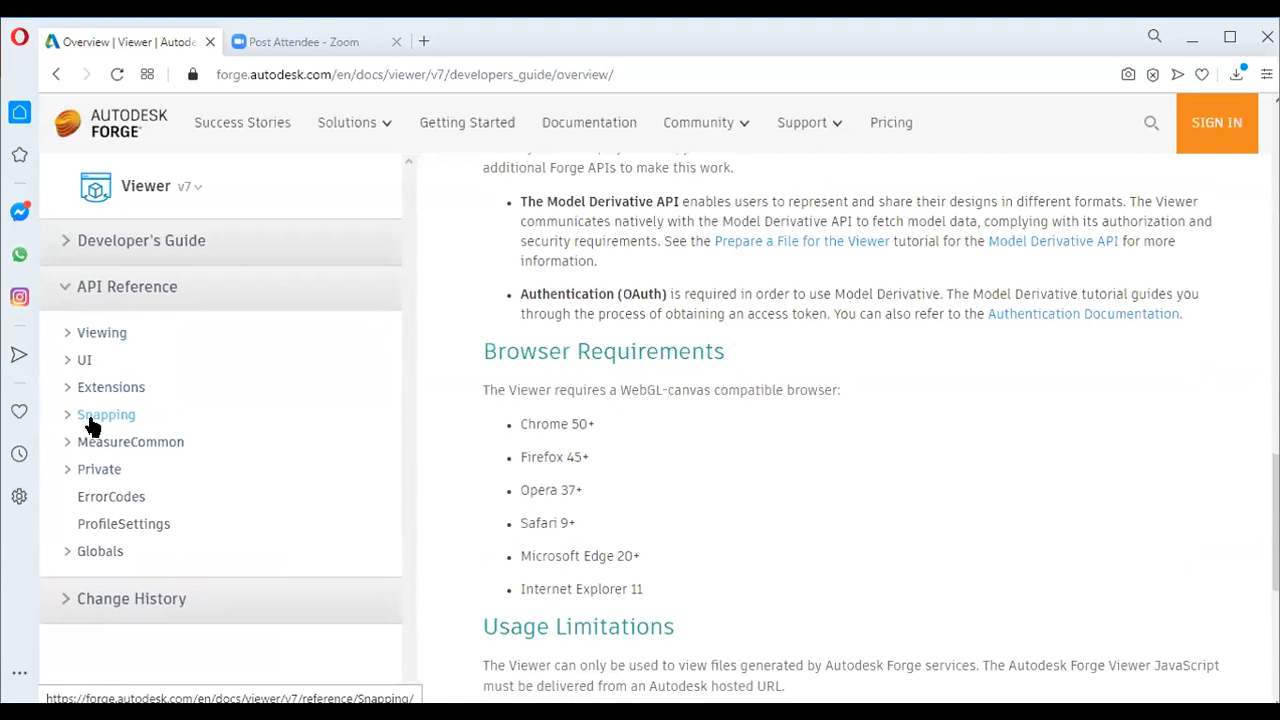 Overview | Viewer | Autode
Post Attendee - Zoom
forge.autodesk.com/en/docs/viewer/v7/developers_guide/overview/
AUTODESK FORGE
Success Stories
Solutions
Getting Started
Documentation
Community
Support
Pricing
SIGN IN
Viewer v7
Developer's Guide
API Reference
Viewing
UI
Extensions
Snapping
MeasureCommon
Private
ErrorCodes
ProfileSettings
Globals
Change History
additional Forge APIs to make this work.
The Model Derivative API enables users to represent and share their designs in different formats. The Viewer
communicates natively with the Model Derivative API to fetch model data, complying with its authorization and
security requirements. See the Prepare a File for the Viewer tutorial for the Model Derivative API for more
information.
Authentication (OAuth) is required in order to use Model Derivative. The Model Derivative tutorial guides you
through the process of obtaining an access token. You can also refer to the Authentication Documentation.
Browser Requirements
The Viewer requires a WebGL-canvas compatible browser:
Chrome 50+
Firefox 45+
Opera 37+
Safari 9+
Microsoft Edge 20+
Internet Explorer 11
Usage Limitations
The Viewer can only be used to view files generated by Autodesk Forge services. The Autodesk Forge Viewer JavaScript
must be delivered from an Autodesk hosted URL.
https://forge.autodesk.com/en/docs/viewer/v7/reference/Snapping/